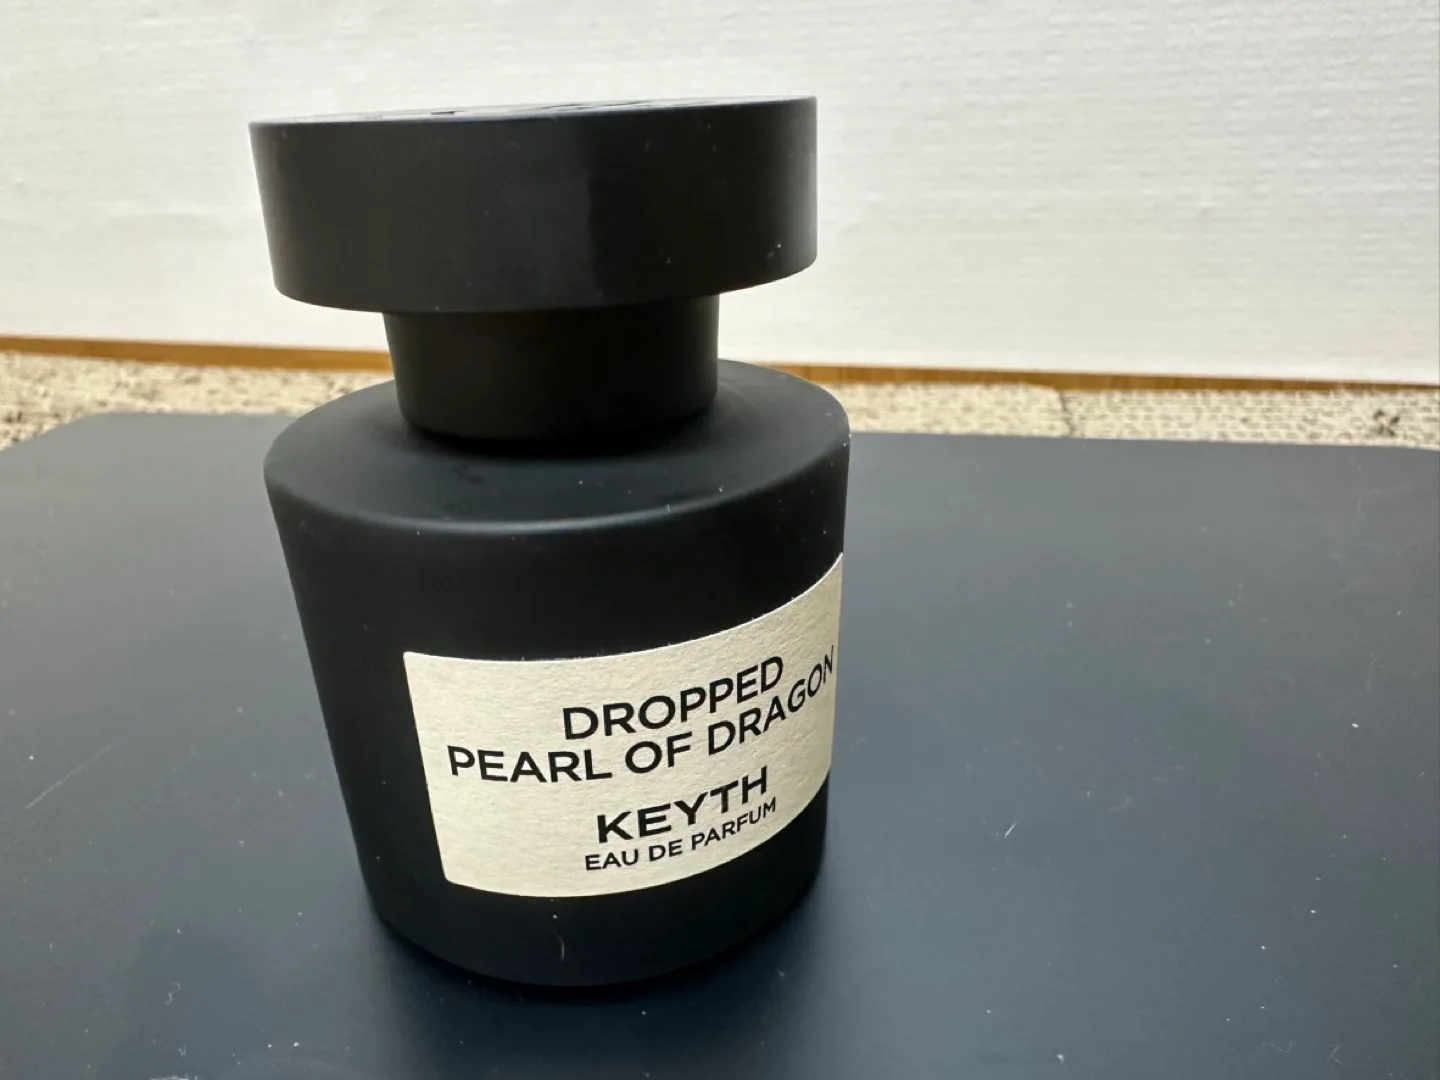 DROPPED
PEARL OF DRAGON
KEYTH
EAU DE PARFUM